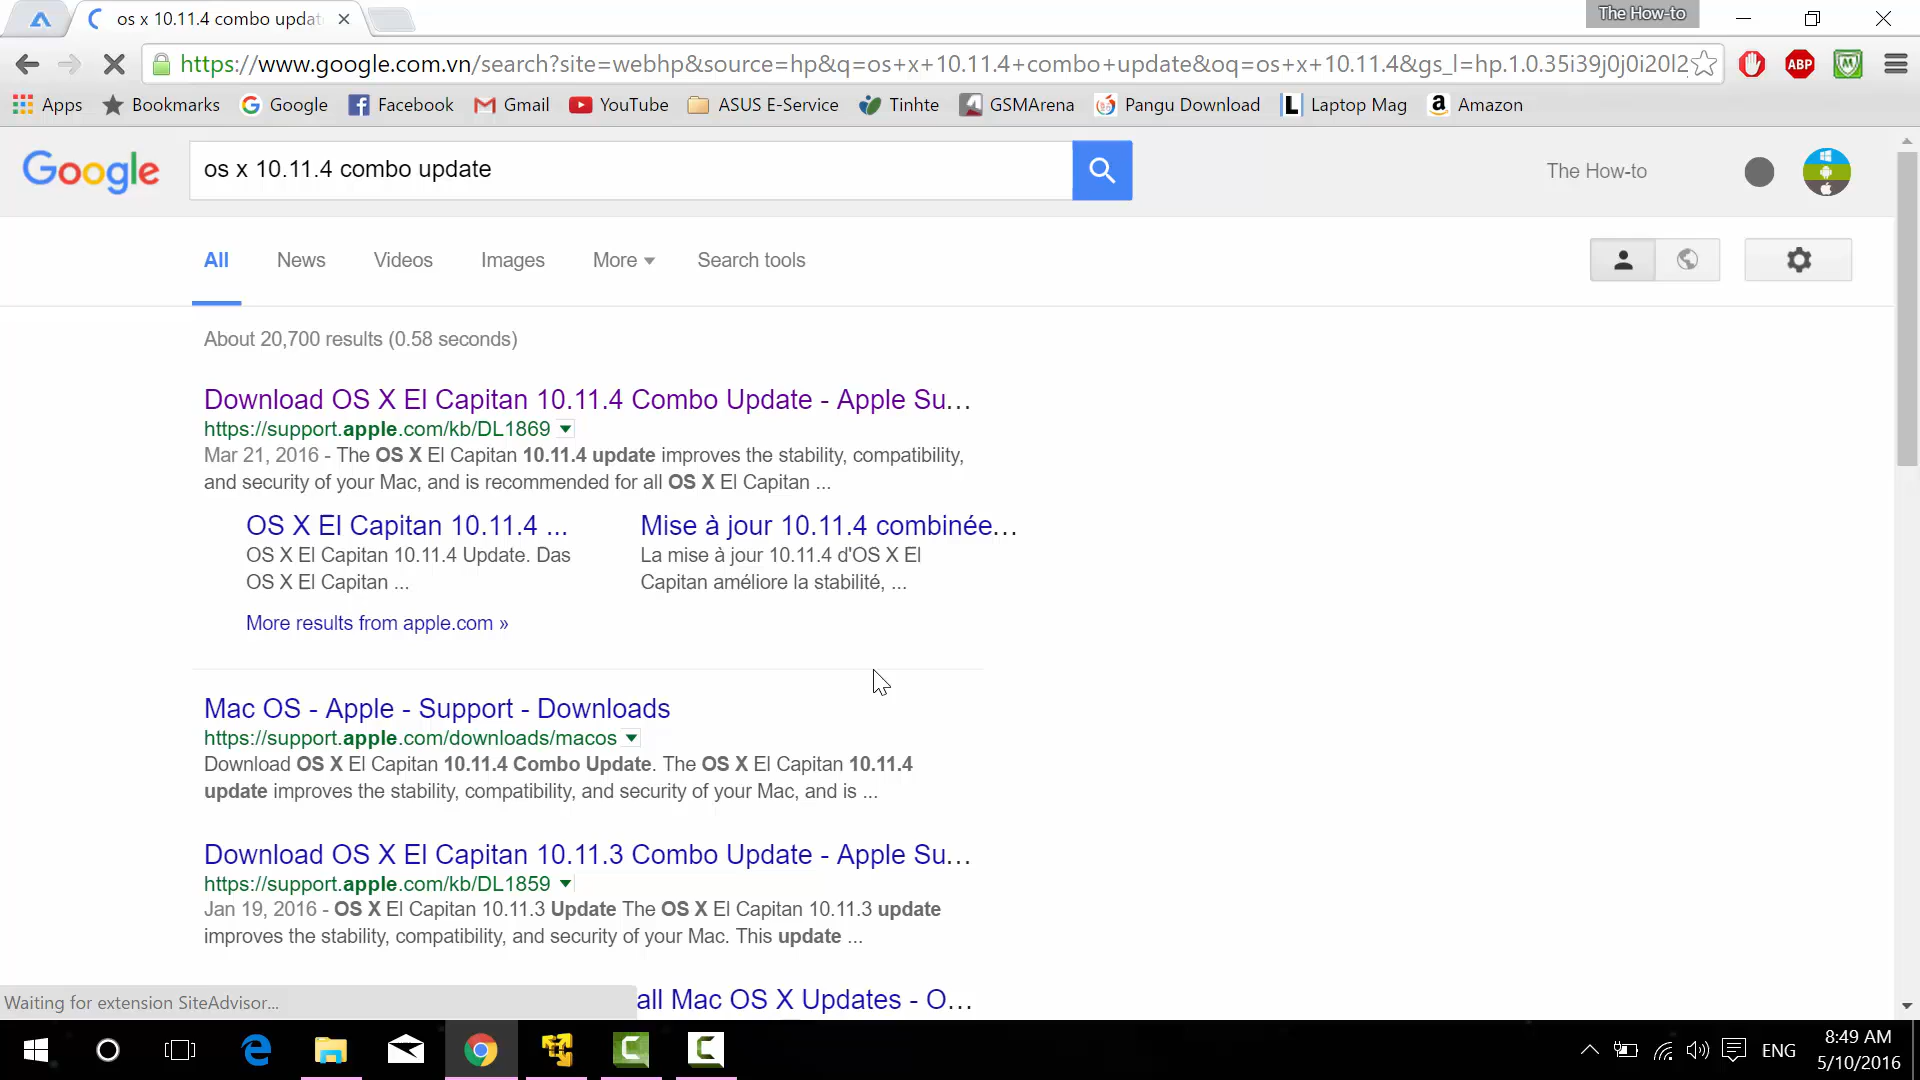 os x 10.11.4 combo updat
The How-to
https://www.google.com.vn/search?site=webhp&source=hp&q=os+x+10.11.4+combo+update&oq=os+x+10.11.4&gs_l=hp.1.0.35i39j0j0i20l2
ABP
Apps Bookmarks Google Facebook Gmail YouTube ASUS E-Service Tinhte GSMArena Pangu Download Laptop Mag Amazon
Google
os x 10.11.4 combo update
The How-to
All News Videos Images More Search tools
About 20,700 results (0.58 seconds)
Download OS X El Capitan 10.11.4 Combo Update - Apple Su...
https://support.apple.com/kb/DL1869
Mar 21, 2016 - The OS X El Capitan 10.11.4 update improves the stability, compatibility,
and security of your Mac, and is recommended for all OS X El Capitan ...
OS X El Capitan 10.11.4 ...
OS X El Capitan 10.11.4 Update. Das
OS X El Capitan ...
Mise à jour 10.11.4 combinée...
La mise à jour 10.11.4 d'OS X El
Capitan améliore la stabilité, ...
More results from apple.com »
Mac OS - Apple - Support - Downloads
https://support.apple.com/downloads/macos
Download OS X El Capitan 10.11.4 Combo Update. The OS X El Capitan 10.11.4
update improves the stability, compatibility, and security of your Mac, and is ...
Download OS X El Capitan 10.11.3 Combo Update - Apple Su...
https://support.apple.com/kb/DL1859
Jan 19, 2016 - OS X El Capitan 10.11.3 Update The OS X El Capitan 10.11.3 update
improves the stability, compatibility, and security of your Mac. This update ...
all Mac OS X Updates - O...
Waiting for extension SiteAdvisor...
ENG
8:49 AM
5/10/2016